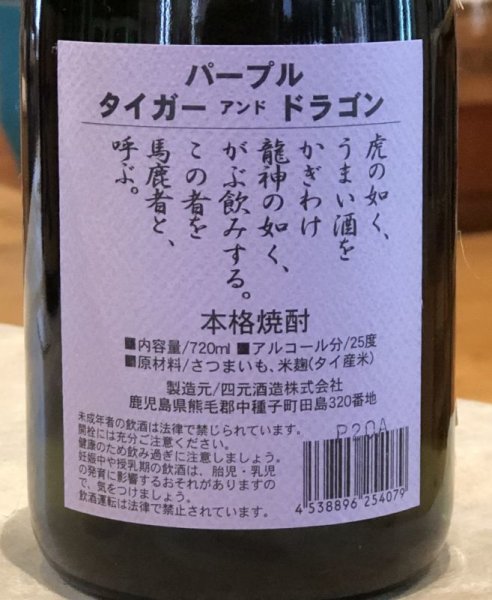 パープル
タイガー アンド ドラゴン
虎の如く、
うまい酒を
かぎわけ
龍神の如く、
がぶ飲みする。
この者を
馬鹿者と、
呼ぶ。
本格焼酎
■内容量/720ml ■アルコール分/25度
■原材料/さつまいも、米麹(タイ産米)
製造元/四元酒造株式会社
鹿児島県熊毛郡中種子町田島320番地
未成年者の飲酒は法律で禁じられています。
開栓には充分ご注意ください。
健康のため飲み過ぎに注意しましょう。
妊娠中や授乳期の飲酒は、胎児・乳児
の発育に影響するおそれがありますの
で、気をつけましょう。
飲酒運転は法律で禁止されています。
P20A
4 538896 254079